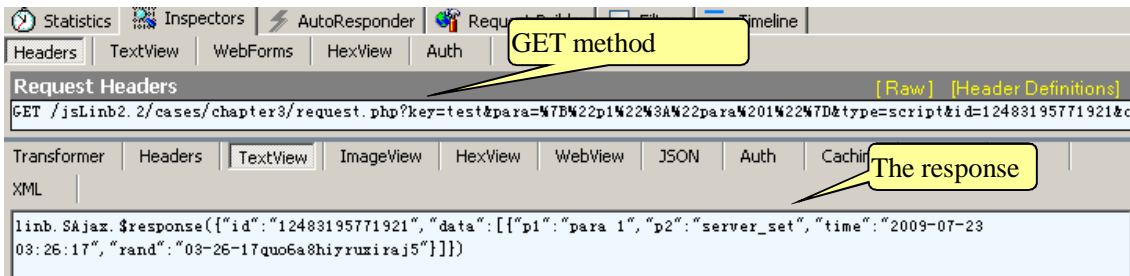 Statistics Inspectors AutoResponder Request Timeline
GET method
Headers TextView WebForms HexView Auth
Request Headers [Raw] [Header Definitions]
GET /jsLinb2.2/cases/chapter3/request.php?key=test&para=%7B%22p1%22%3A%22para%201%22%7D&type=script&id=12483195771921&c
Transformer Headers TextView ImageView HexView WebView JSON Auth
The response
XML
linb.SAjax.$response({"id":"12483195771921","data":[{"p1":"para 1","p2":"server_set","time":"2009-07-23
03:26:17","rand":"03-26-17quo6a8hiyruxiraj5"}]})